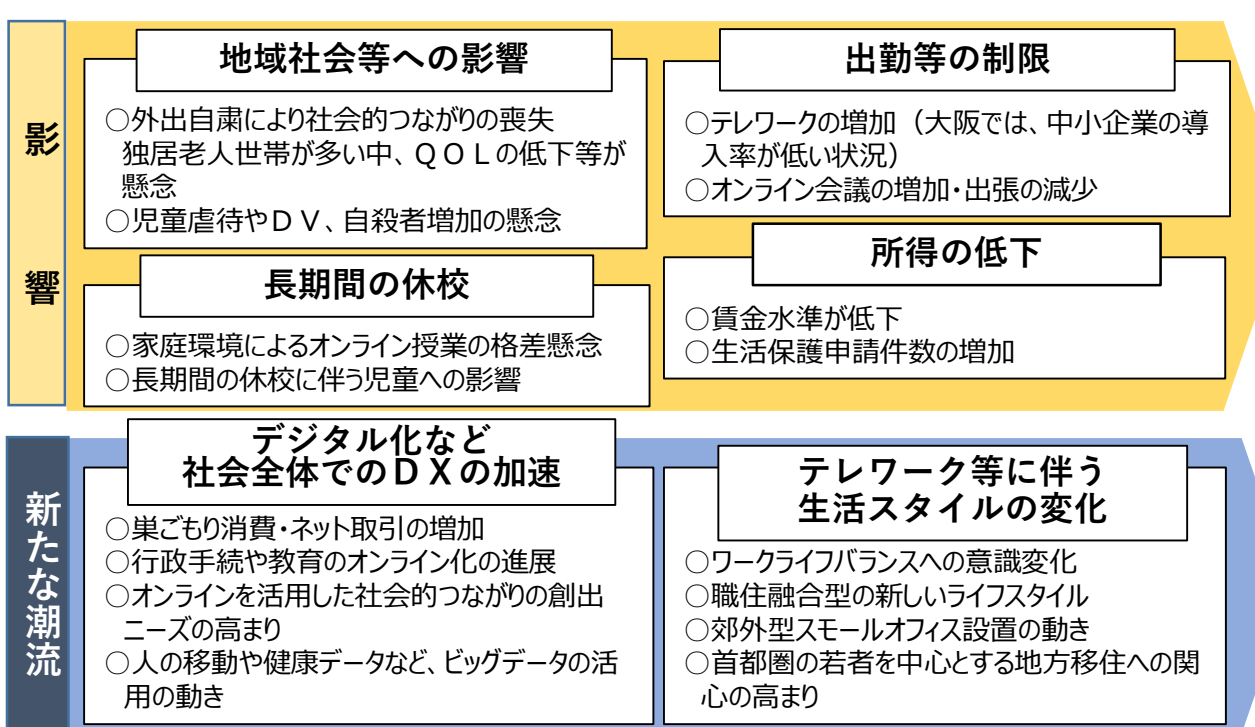 影響
地域社会等への影響
○外出自粛により社会的つながりの喪失
独居老人世帯が多い中、ＱＯＬの低下等が
懸念
○児童虐待やＤＶ、自殺者増加の懸念
出勤等の制限
○テレワークの増加（大阪では、中小企業の導
入率が低い状況）
○オンライン会議の増加・出張の減少
長期間の休校
○家庭環境によるオンライン授業の格差懸念
○長期間の休校に伴う児童への影響
所得の低下
○賃金水準が低下
○生活保護申請件数の増加
新たな潮流
デジタル化など
社会全体でのＤＸの加速
○巣ごもり消費・ネット取引の増加
○行政手続や教育のオンライン化の進展
○オンラインを活用した社会的つながりの創出
ニーズの高まり
○人の移動や健康データなど、ビッグデータの活
用の動き
テレワーク等に伴う
生活スタイルの変化
○ワークライフバランスへの意識変化
○職住融合型の新しいライフスタイル
○郊外型スモールオフィス設置の動き
○首都圏の若者を中心とする地方移住への関
心の高まり